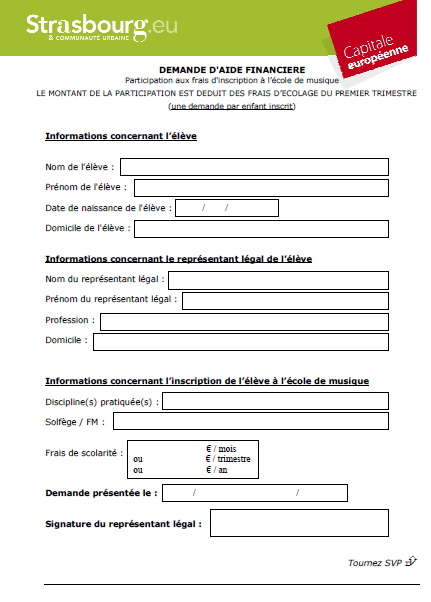 Strasbourg.eu
& COMMUNAUTÉ URBAINE
Capitale
européenne
DEMANDE D'AIDE FINANCIERE
Participation aux frais d'inscription à l'école de musique
LE MONTANT DE LA PARTICIPATION EST DEDUIT DES FRAIS D'ECOLAGE DU PREMIER TRIMESTRE
(une demande par enfant inscrit)
Informations concernant l'élève
Nom de l'élève :
Prénom de l'élève :
Date de naissance de l'élève : / /
Domicile de l'élève :
Informations concernant le représentant légal de l'élève
Nom du représentant légal :
Prénom du représentant légal :
Profession :
Domicile :
Informations concernant l'inscription de l'élève à l'école de musique
Discipline(s) pratiquée(s) :
Solfège / FM :
Frais de scolarité : € / mois
ou € / trimestre
ou € / an
Demande présentée le : / /
Signature du représentant légal :
Tournez SVP